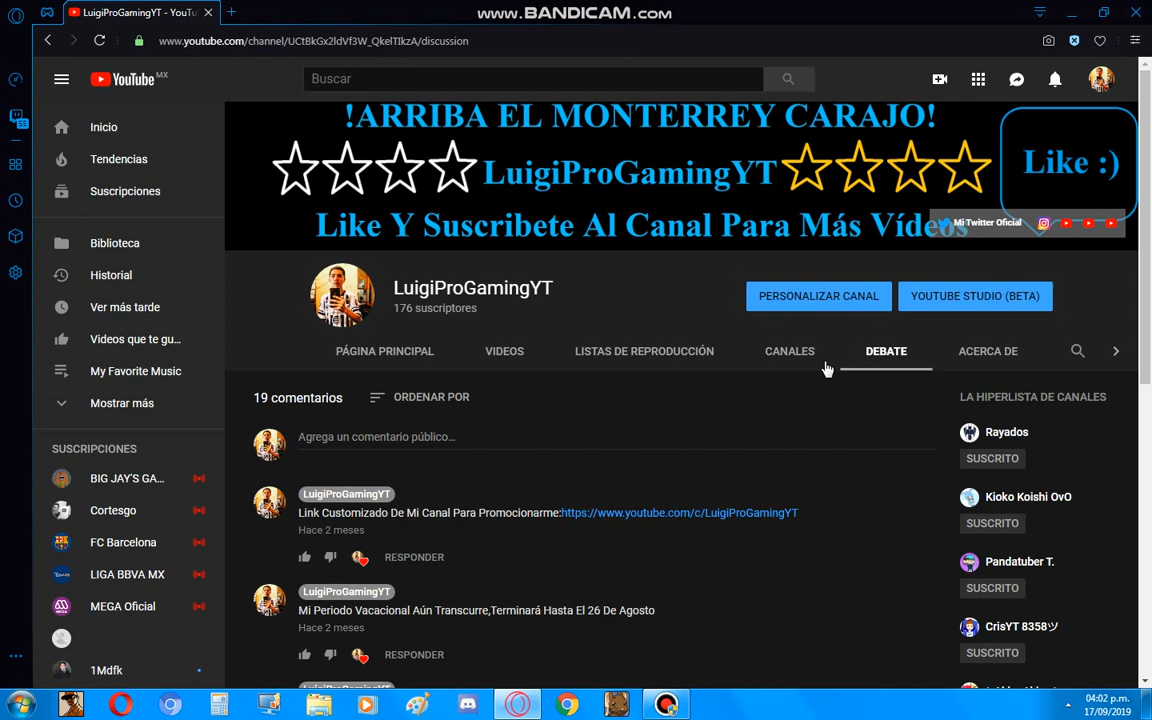 LuigiProGamingYT - YouTu
www.BANDICAM.com
www.youtube.com/channel/UCtBkGx2IdVf3W_QkelTIkzA/discussion
YouTube MX
Buscar
55
Inicio
Tendencias
Suscripciones
Biblioteca
Historial
Ver más tarde
Videos que te gu...
My Favorite Music
Mostrar más
SUSCRIPCIONES
BIG JAY'S GA...
Cortesgo
FC Barcelona
LIGA BBVA MX
MEGA Oficial
1Mdfk
!ARRIBA EL MONTERREY CARAJO!
LuigiProGamingYT
Like :)
Like Y Suscribete Al Canal Para Más Vídeos
Mi Twitter Oficial
LuigiProGamingYT
176 suscriptores
PERSONALIZAR CANAL
YOUTUBE STUDIO (BETA)
PÁGINA PRINCIPAL
VIDEOS
LISTAS DE REPRODUCCIÓN
CANALES
DEBATE
ACERCA DE
19 comentarios
ORDENAR POR
Agrega un comentario público...
LuigiProGamingYT
Link Customizado De Mi Canal Para Promocionarme:https://www.youtube.com/c/LuigiProGamingYT
Hace 2 meses
RESPONDER
LuigiProGamingYT
Mi Periodo Vacacional Aún Transcurre,Terminará Hasta El 26 De Agosto
Hace 2 meses
RESPONDER
LA HIPERLISTA DE CANALES
Rayados
SUSCRITO
Kioko Koishi OvO
SUSCRITO
Pandatuber T.
SUSCRITO
CrisYT 8358ツ
SUSCRITO
04:02 p.m.
17/09/2019